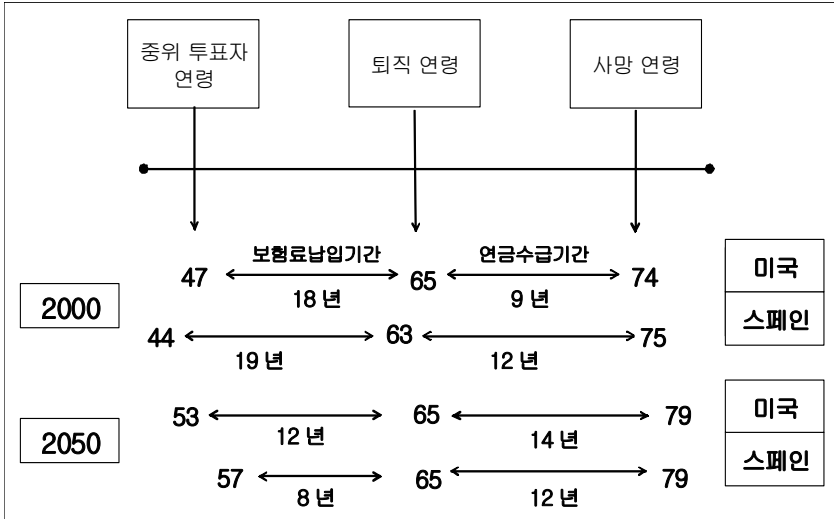 중위 투표자
연령
퇴직 연령
사망 연령
보험료납입기간
연금수급기간
47
65
74
18 년
9 년
미국
2000
스페인
44
63
75
19 년
12 년
53
65
79
12 년
14 년
미국
2050
스페인
57
65
79
8 년
12 년